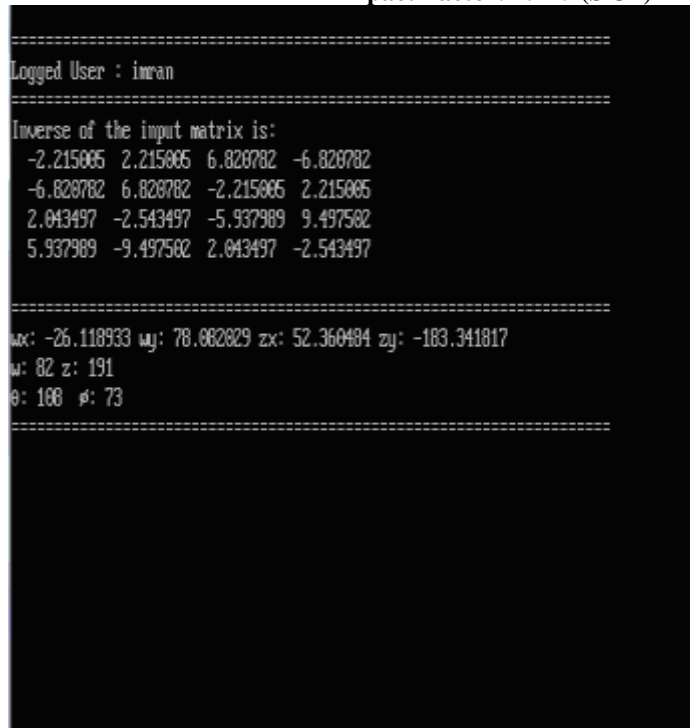 ==========================================================
Logged User : imran
==========================================================
Inverse of the input matrix is:
-2.215005 2.215005 6.820782 -6.820782
-6.820782 6.820782 -2.215005 2.215005
2.043497 -2.543497 -5.937989 9.497502
5.937989 -9.497502 2.043497 -2.543497
==========================================================
wx: -26.118933 wy: 78.082029 zx: 52.360484 zy: -183.341817
w: 82 z: 191
θ: 108 ø: 73
==========================================================